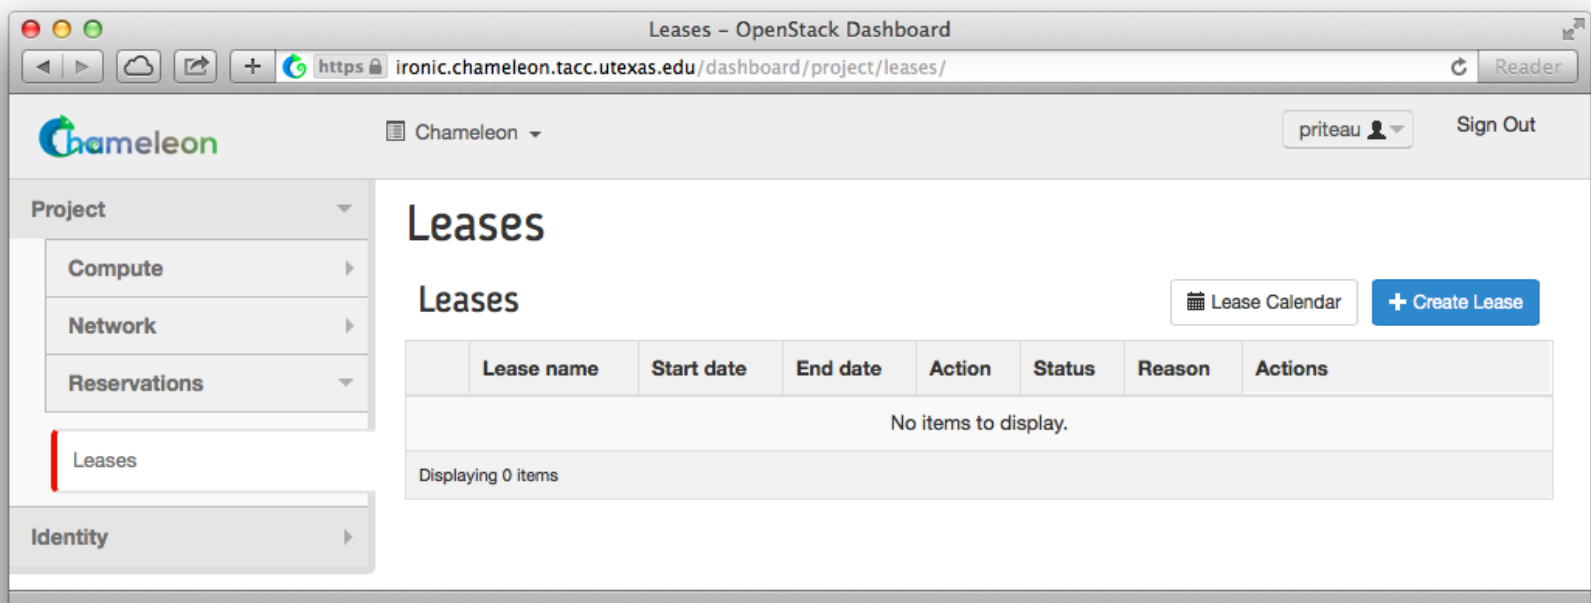 Leases – OpenStack Dashboard
https ironic.chameleon.tacc.utexas.edu/dashboard/project/leases/ Reader
Chameleon Chameleon priteau Sign Out
Project
Compute
Network
Reservations
Leases
Identity
Leases
Leases Lease Calendar Create Lease
Lease name Start date End date Action Status Reason Actions
No items to display.
Displaying 0 items